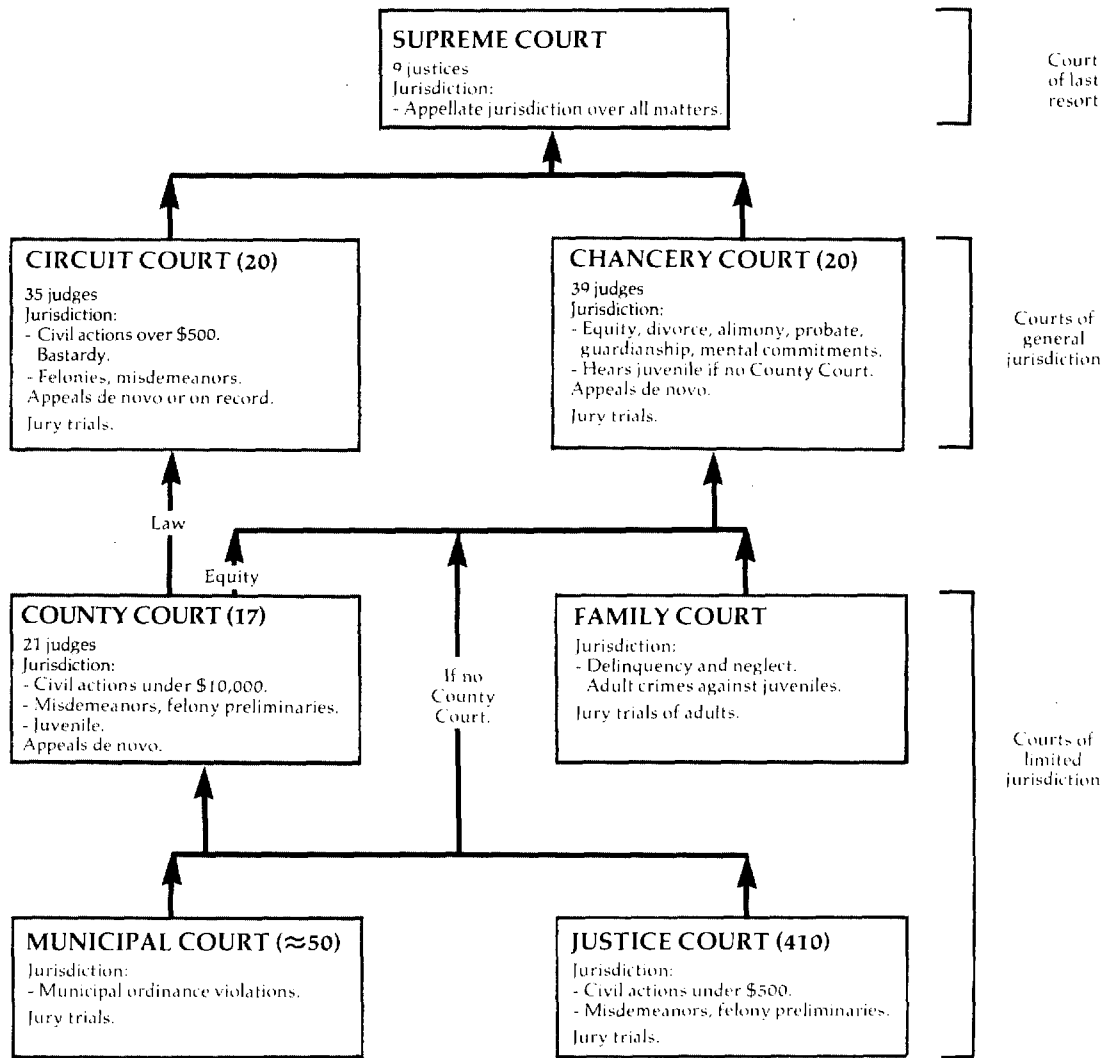 SUPREME COURT
9 justices
Jurisdiction:
- Appellate jurisdiction over all matters.
Court
of last
resort
CIRCUIT COURT (20)
35 judges
Jurisdiction:
- Civil actions over $500.
Bastardy.
- Felonies, misdemeanors.
Appeals de novo or on record.
Jury trials.
CHANCERY COURT (20)
39 judges
Jurisdiction:
- Equity, divorce, alimony, probate,
guardianship, mental commitments.
- Hears juvenile if no County Court.
Appeals de novo.
Jury trials.
Courts of
general
jurisdiction
Law
Equity
COUNTY COURT (17)
21 judges
Jurisdiction:
- Civil actions under $10,000.
- Misdemeanors, felony preliminaries.
- Juvenile.
Appeals de novo.
If no
County
Court.
FAMILY COURT
Jurisdiction:
- Delinquency and neglect.
Adult crimes against juveniles.
Jury trials of adults.
Courts of
limited
jurisdiction
MUNICIPAL COURT (≈50)
Jurisdiction:
- Municipal ordinance violations.
Jury trials.
JUSTICE COURT (410)
Jurisdiction:
- Civil actions under $500.
- Misdemeanors, felony preliminaries.
Jury trials.